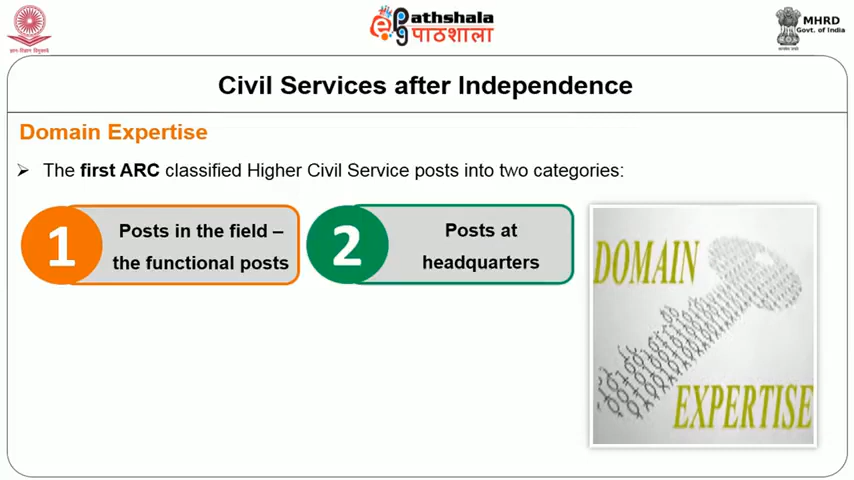 ePathshala
पाठशाला
MHRD
Govt. of India
Civil Services after Independence
Domain Expertise
The first ARC classified Higher Civil Service posts into two categories:
1
Posts in the field –
the functional posts
2
Posts at
headquarters
DOMAIN
EXPERTISE